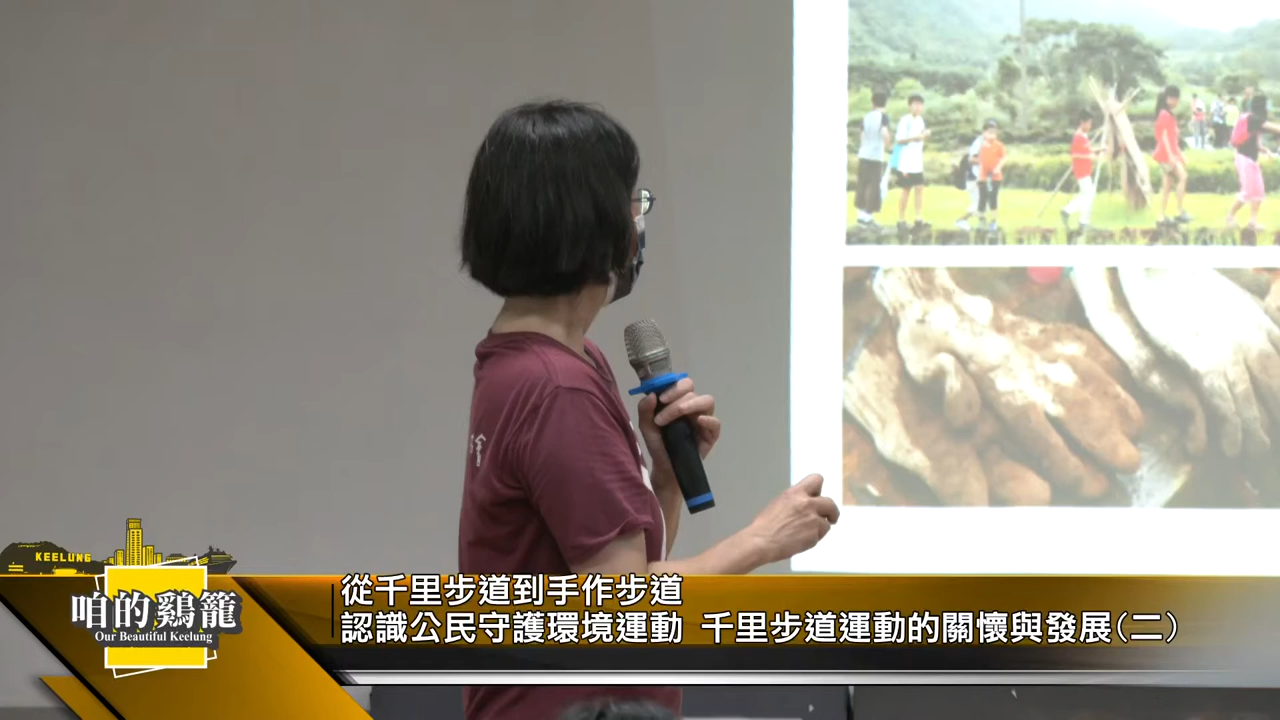 KEELUNG
咱的鷄籠
Our Beautiful Keelung
從千里步道到手作步道
認識公民守護環境運動 千里步道運動的關懷與發展(二)